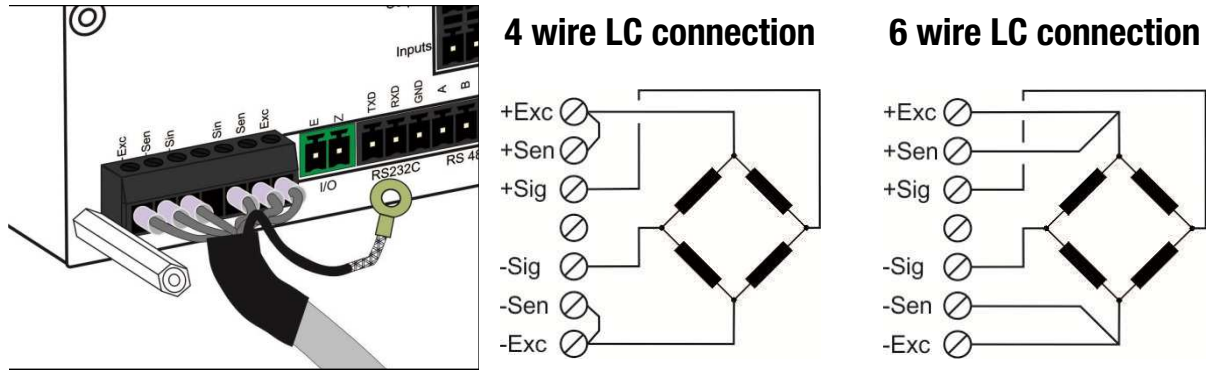 4 wire LC connection
6 wire LC connection
Inputs
TXD
RXD
GND
A
B
E
Z
-Exc
-Sen
-Sin
Sin
Sen
Exc
I/O
RS232C
RS 48
+Exc
+Sen
+Sig
-Sig
-Sen
-Exc
+Exc
+Sen
+Sig
-Sig
-Sen
-Exc